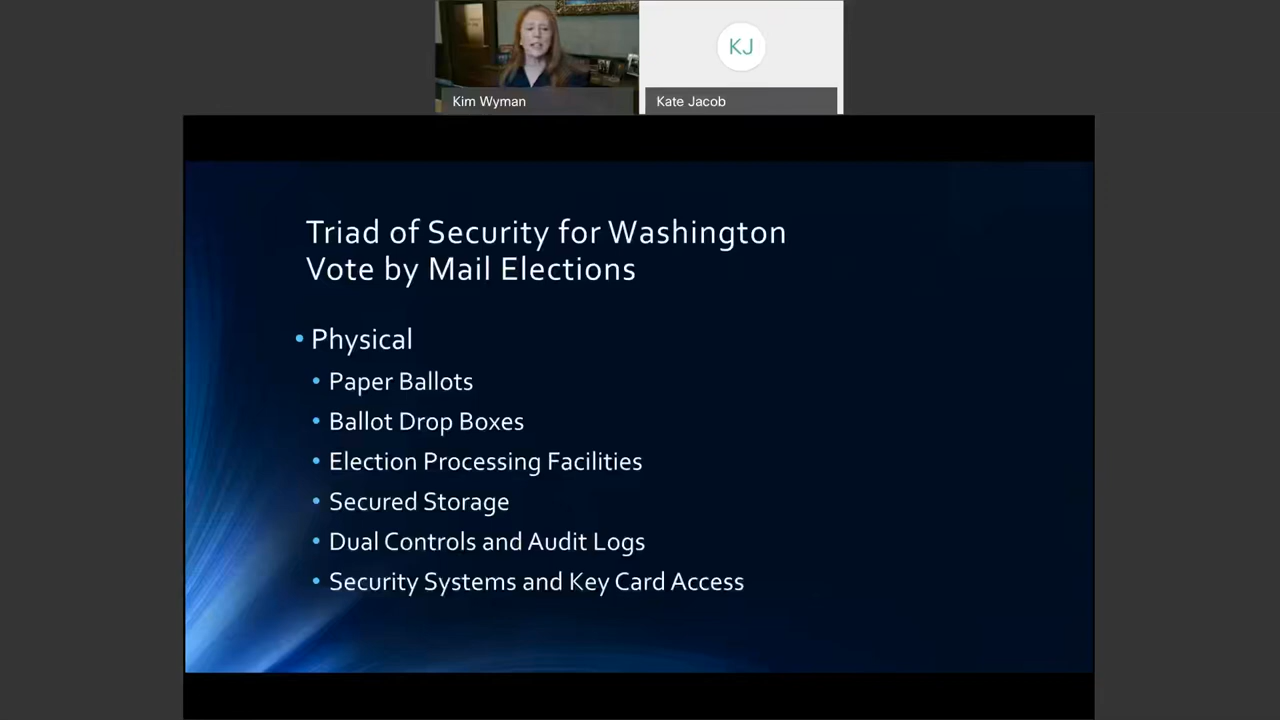 KJ
Kim Wyman
Kate Jacob
Triad of Security for Washington
Vote by Mail Elections
• Physical
• Paper Ballots
• Ballot Drop Boxes
• Election Processing Facilities
• Secured Storage
• Dual Controls and Audit Logs
• Security Systems and Key Card Access